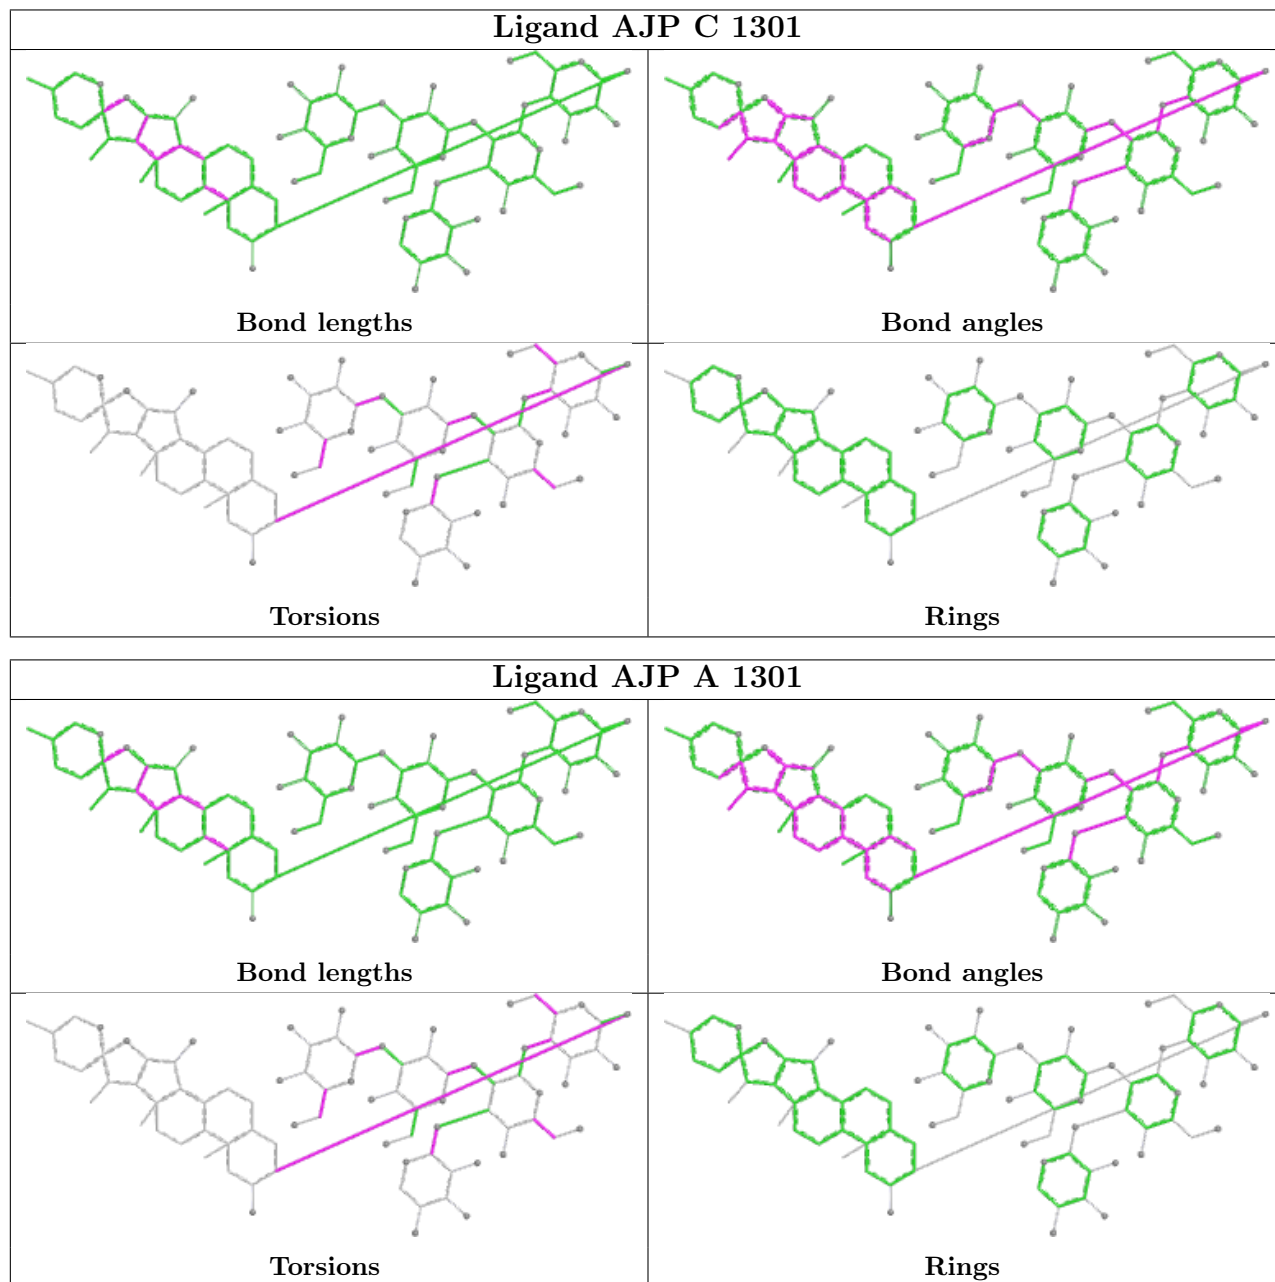 Ligand AJP C 1301
Bond lengths
Bond angles
Torsions
Rings
Ligand AJP A 1301
Bond lengths
Bond angles
Torsions
Rings